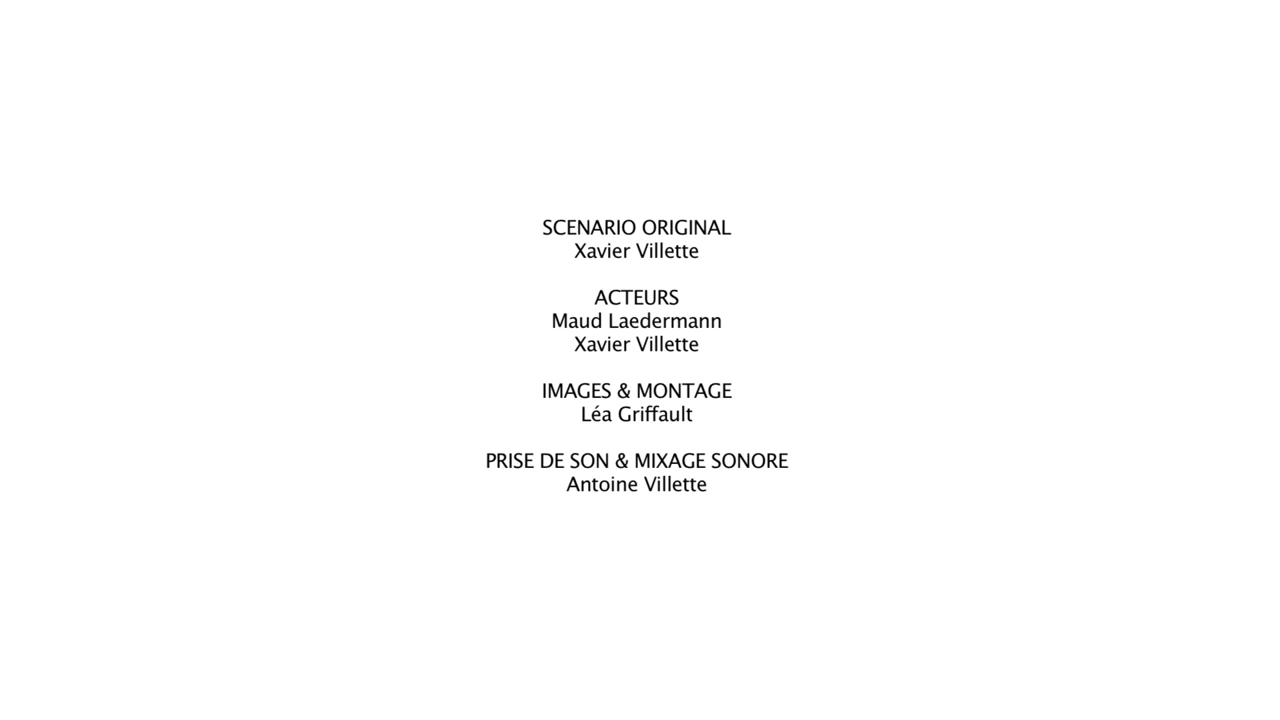 SCENARIO ORIGINAL
Xavier Villette
ACTEURS
Maud Laedermann
Xavier Villette
IMAGES & MONTAGE
Léa Griffault
PRISE DE SON & MIXAGE SONORE
Antoine Villette